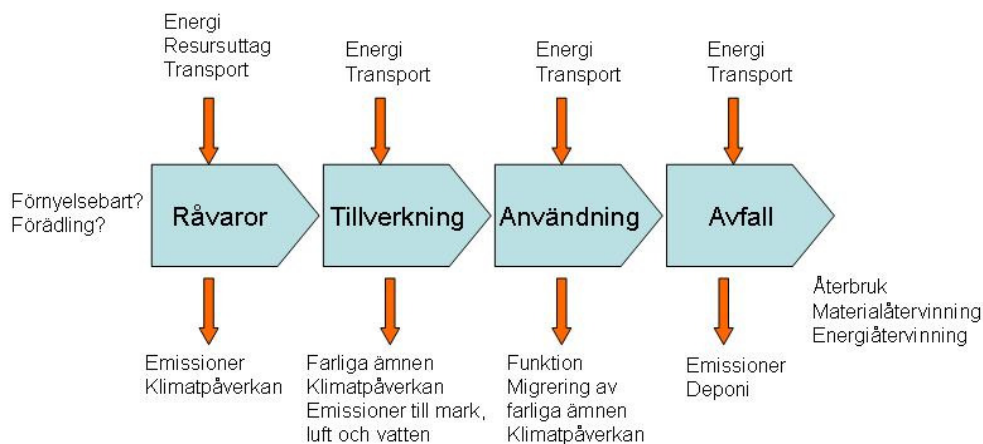 Energi
Resursuttag
Transport
Energi
Transport
Energi
Transport
Energi
Transport
Förnyelsebart?
Förädling?
Råvaror
Tillverkning
Användning
Avfall
Återbruk
Materialåtervinning
Energiåtervinning
Emissioner
Klimatpåverkan
Farliga ämnen
Klimatpåverkan
Emissioner till mark,
luft och vatten
Funktion
Migrering av
farliga ämnen
Klimatpåverkan
Emissioner
Deponi